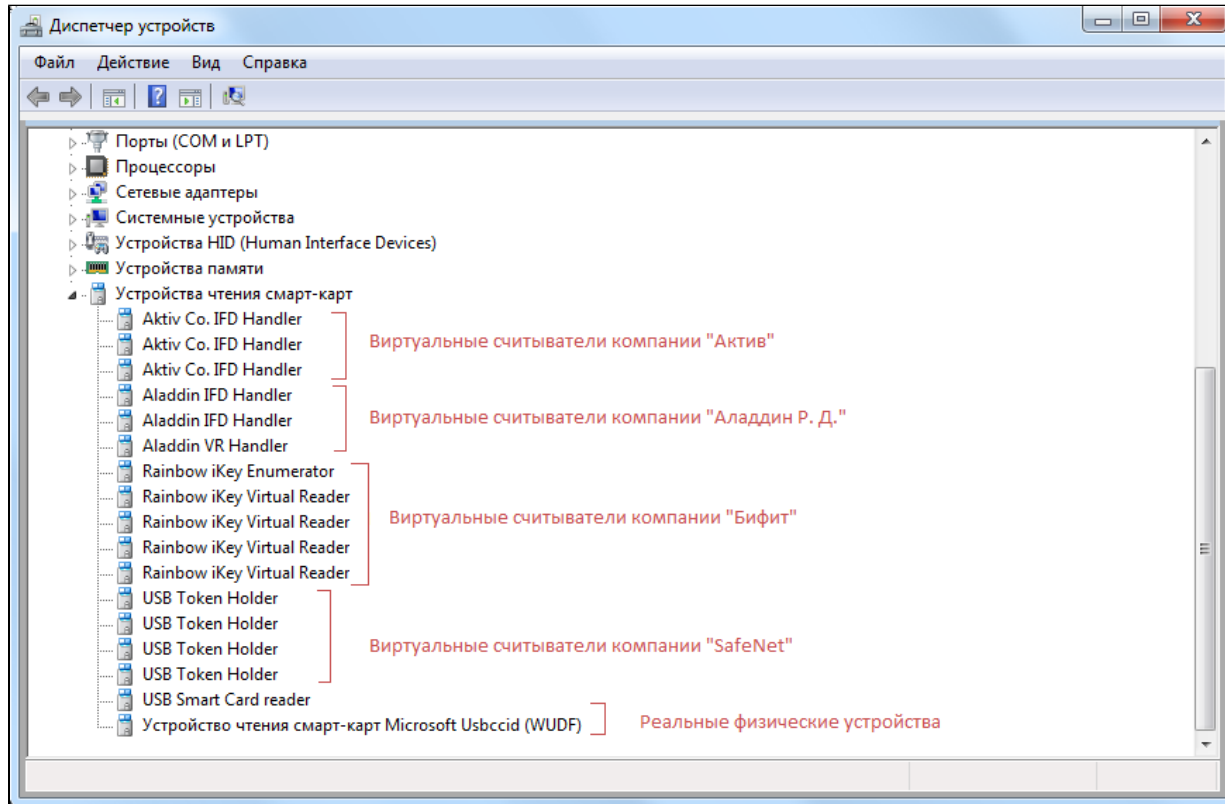 Диспетчер устройств
Файл Действие Вид Справка
Порты (COM и LPT)
Процессоры
Сетевые адаптеры
Системные устройства
Устройства HID (Human Interface Devices)
Устройства памяти
Устройства чтения смарт-карт
Aktiv Co. IFD Handler
Aktiv Co. IFD Handler
Виртуальные считыватели компании "Актив"
Aktiv Co. IFD Handler
Aladdin IFD Handler
Aladdin IFD Handler
Виртуальные считыватели компании "Аладдин Р. Д."
Aladdin VR Handler
Rainbow iKey Enumerator
Rainbow iKey Virtual Reader
Rainbow iKey Virtual Reader
Виртуальные считыватели компании "Бифит"
Rainbow iKey Virtual Reader
Rainbow iKey Virtual Reader
USB Token Holder
USB Token Holder
USB Token Holder
Виртуальные считыватели компании "SafeNet"
USB Token Holder
USB Smart Card reader
Устройство чтения смарт-карт Microsoft Usbccid (WUDF)
Реальные физические устройства